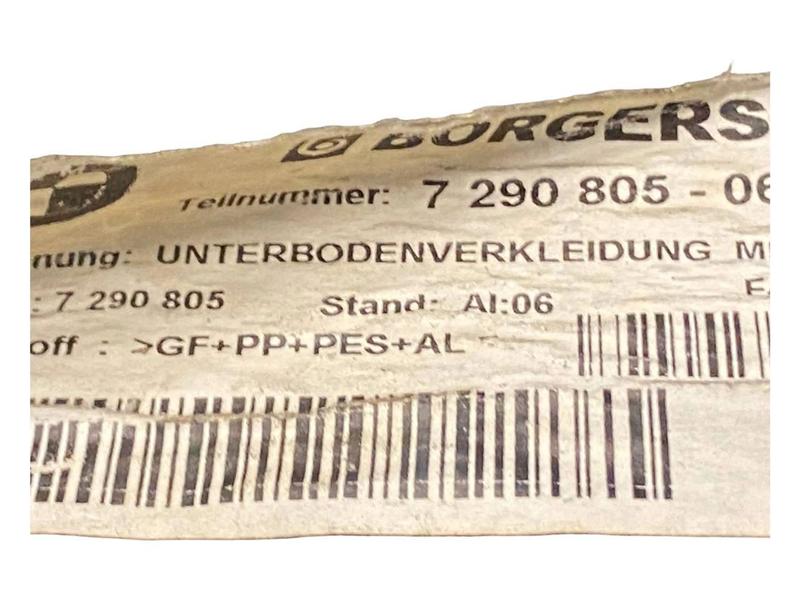 BORGERS
Teilnummer: 7 290 805 - 06
nung: UNTERBODENVERKLEIDUNG M
: 7 290 805 Stand: AI:06
off : >GF+PP+PES+AL